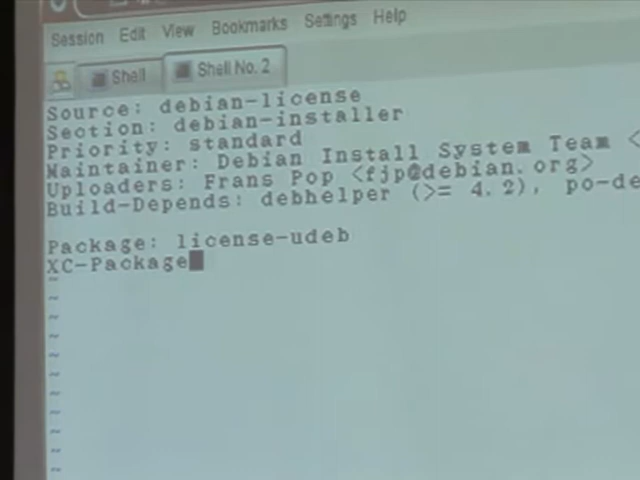 Session Edit View Bookmarks Settings Help
Shell Shell No. 2
Source: debian-license
Section: debian-installer
Priority: standard
Maintainer: Debian Install System Team <
Uploaders: Frans Pop <fjp@debian.org>
Build-Depends: debhelper (>= 4.2), po-de
Package: license-udeb
XC-Package
~
~
~
~
~
~
~
~
~
~
~